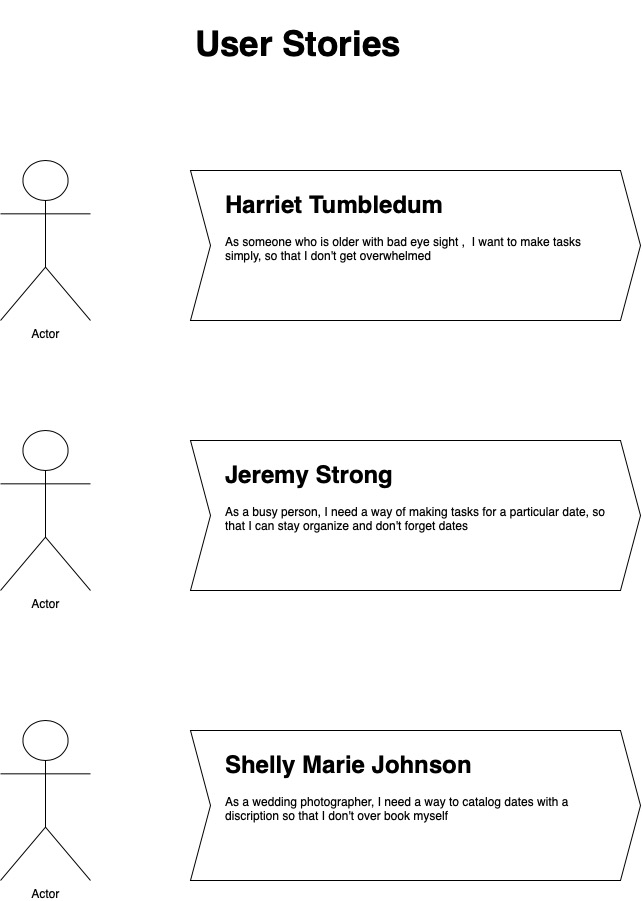 User Stories
Harriet Tumbledum
As someone who is older with bad eye sight ,  I want to make tasks
simply, so that I don't get overwhelmed
Actor
Jeremy Strong
As a busy person, I need a way of making tasks for a particular date, so
that I can stay organize and don't forget dates
Actor
Shelly Marie Johnson
As a wedding photographer, I need a way to catalog dates with a
discription so that I don't over book myself
Actor